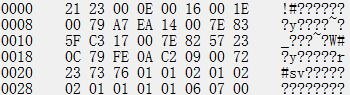 0000 21 23 00 0E 00 16 00 1E !#??????
0008 00 79 A7 EA 14 00 7E 83 ?y????~?
0010 5F C3 17 00 7E 82 57 23 _???~?W#
0018 0C 79 FE 0A C2 09 00 72 ?y?????r
0020 23 73 76 01 01 02 01 02 #sv?????
0028 02 01 01 01 01 06 07 00 ????????